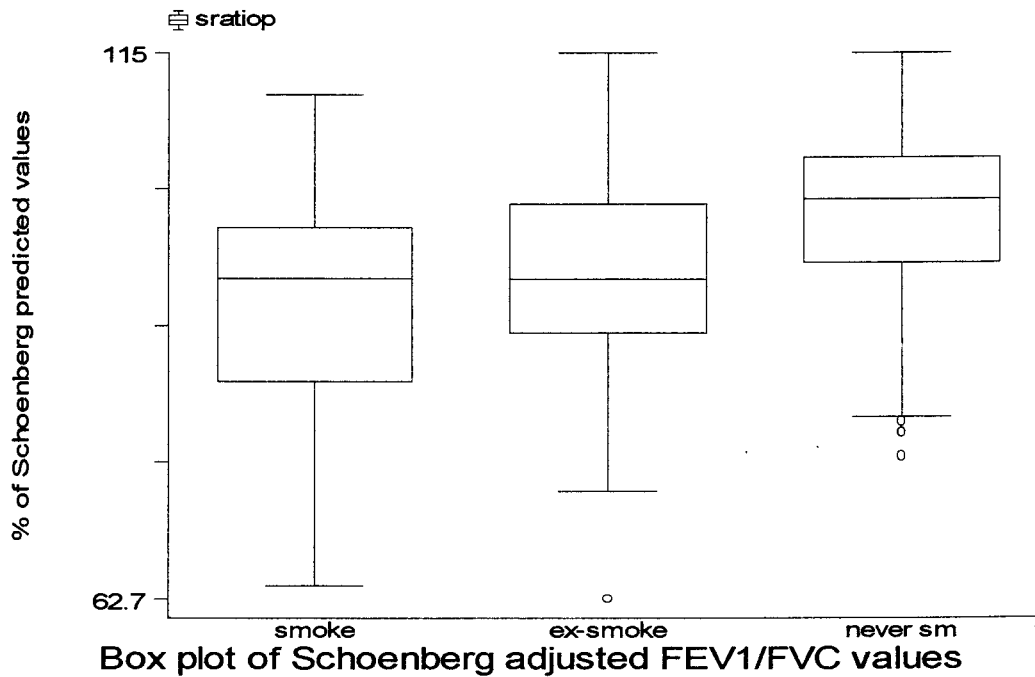 sratiop
115
% of Schoenberg predicted values
62.7
smoke ex-smoke never sm
Box plot of Schoenberg adjusted FEV1/FVC values